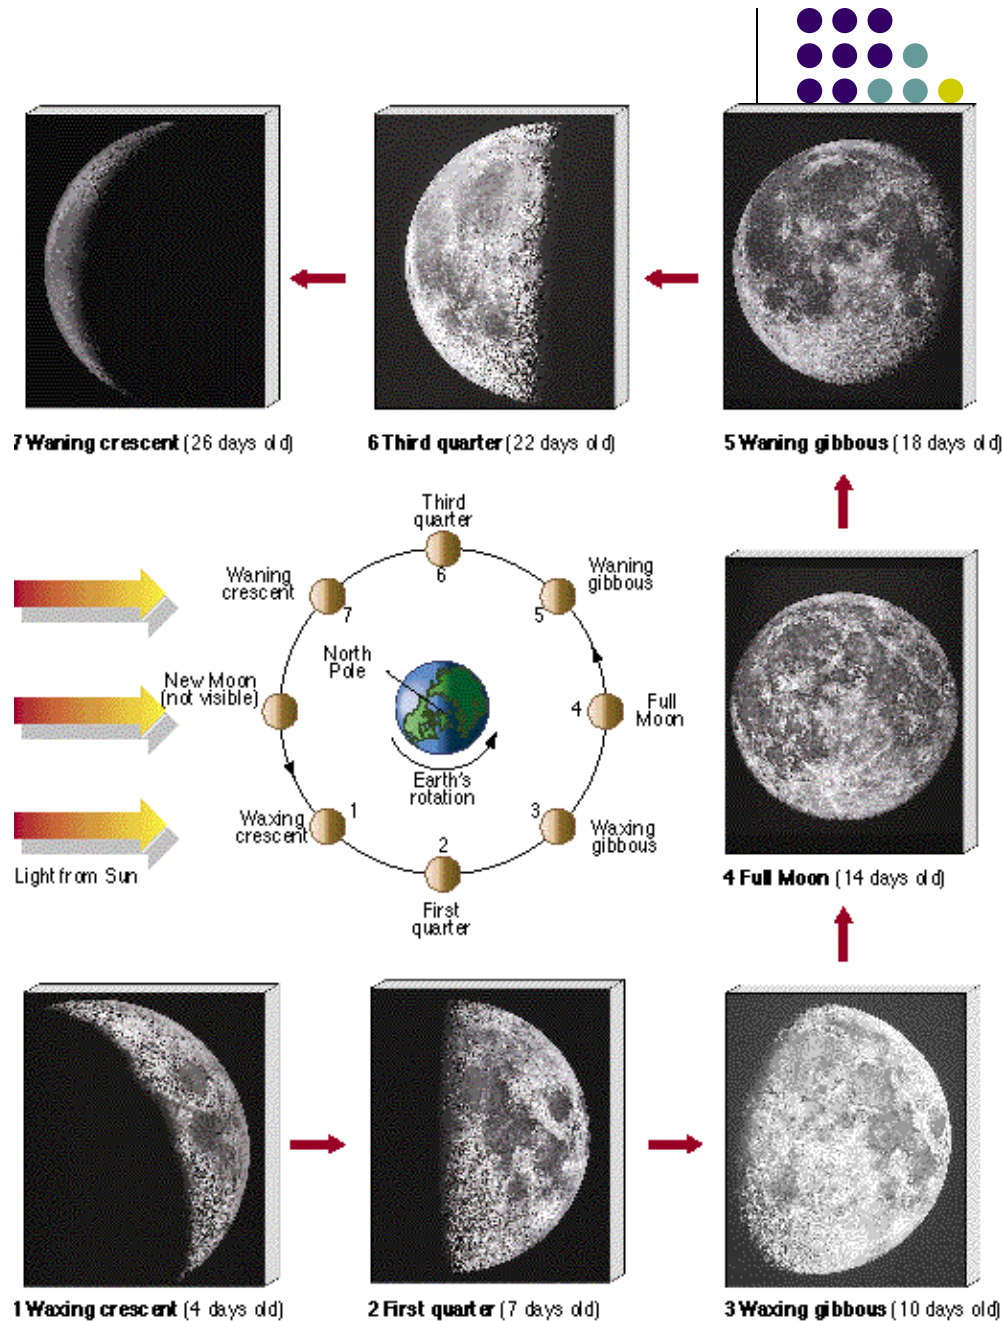 7 Waning crescent (26 days old)
6 Third quarter (22 days old)
5 Waning gibbous (18 days old)
Third
quarter
6
Waning
crescent
7
Waning
gibbous
5
North
Pole
New Moon
(not visible)
4
Full
Moon
Earth's
rotation
Waxing
crescent
1
2
3
Waxing
gibbous
First
quarter
Light from Sun
4 Full Moon (14 days old)
1 Waxing crescent (4 days old)
2 First quarter (7 days old)
3 Waxing gibbous (10 days old)